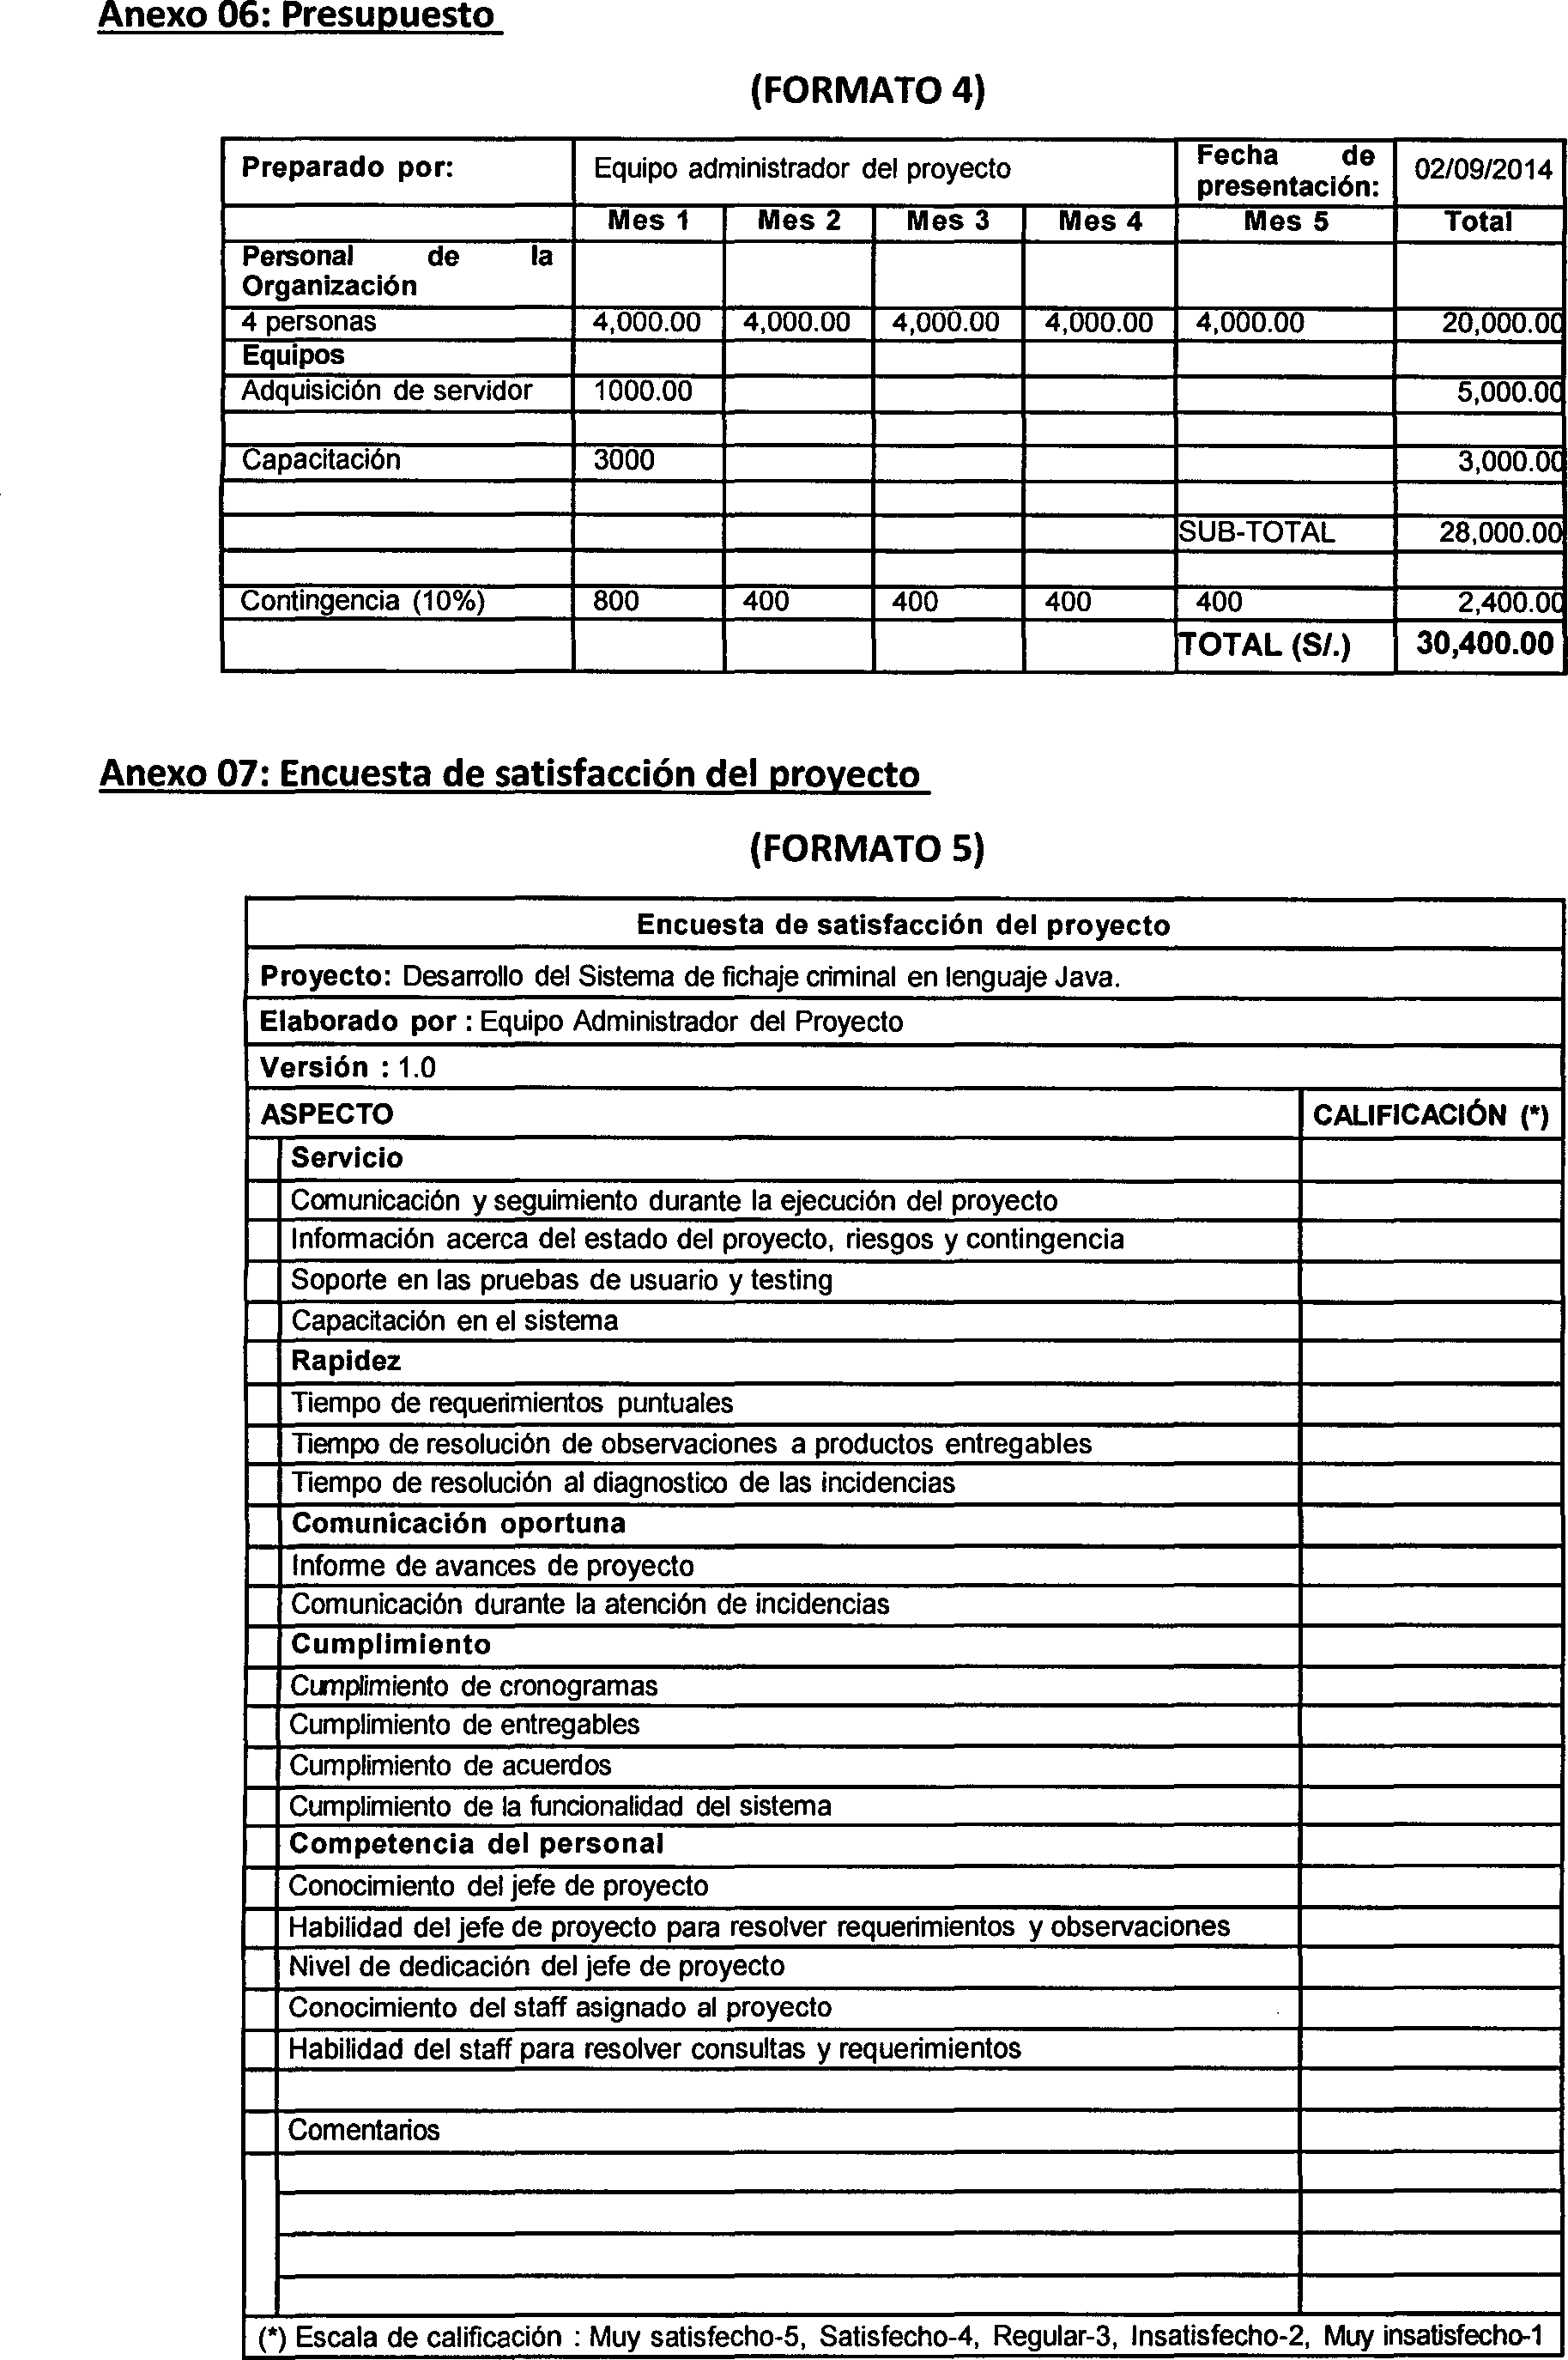 Anexo 06: Presupuesto
(FORMATO 4)
Preparado por: Equipo administrador del proyecto Fecha de presentación: 02/09/2014
Mes 1 Mes 2 Mes 3 Mes 4 Mes 5 Total
Personal de la
Organización
4 personas 4,000.00 4,000.00 4,000.00 4,000.00 4,000.00 20,000.00
Equipos
Adquisición de servidor 1000.00 5,000.00
Capacitación 3000 3,000.00
SUB-TOTAL 28,000.00
Contingencia (10%) 800 400 400 400 400 2,400.00
TOTAL (S/.) 30,400.00
Anexo 07: Encuesta de satisfacción del proyecto
(FORMATO 5)
Encuesta de satisfacción del proyecto
Proyecto: Desarrollo del Sistema de fichaje criminal en lenguaje Java.
Elaborado por : Equipo Administrador del Proyecto
Versión : 1.0
ASPECTO CALIFICACIÓN (*)
Servicio
Comunicación y seguimiento durante la ejecución del proyecto
Información acerca del estado del proyecto, riesgos y contingencia
Soporte en las pruebas de usuario y testing
Capacitación en el sistema
Rapidez
Tiempo de requerimientos puntuales
Tiempo de resolución de observaciones a productos entregables
Tiempo de resolución al diagnostico de las incidencias
Comunicación oportuna
Informe de avances de proyecto
Comunicación durante la atención de incidencias
Cumplimiento
Cumplimiento de cronogramas
Cumplimiento de entregables
Cumplimiento de acuerdos
Cumplimiento de la funcionalidad del sistema
Competencia del personal
Conocimiento del jefe de proyecto
Habilidad del jefe de proyecto para resolver requerimientos y observaciones
Nivel de dedicación del jefe de proyecto
Conocimiento del staff asignado al proyecto
Habilidad del staff para resolver consultas y requerimientos
Comentarios
(*) Escala de calificación : Muy satisfecho-5, Satisfecho-4, Regular-3, Insatisfecho-2, Muy insatisfecho-1